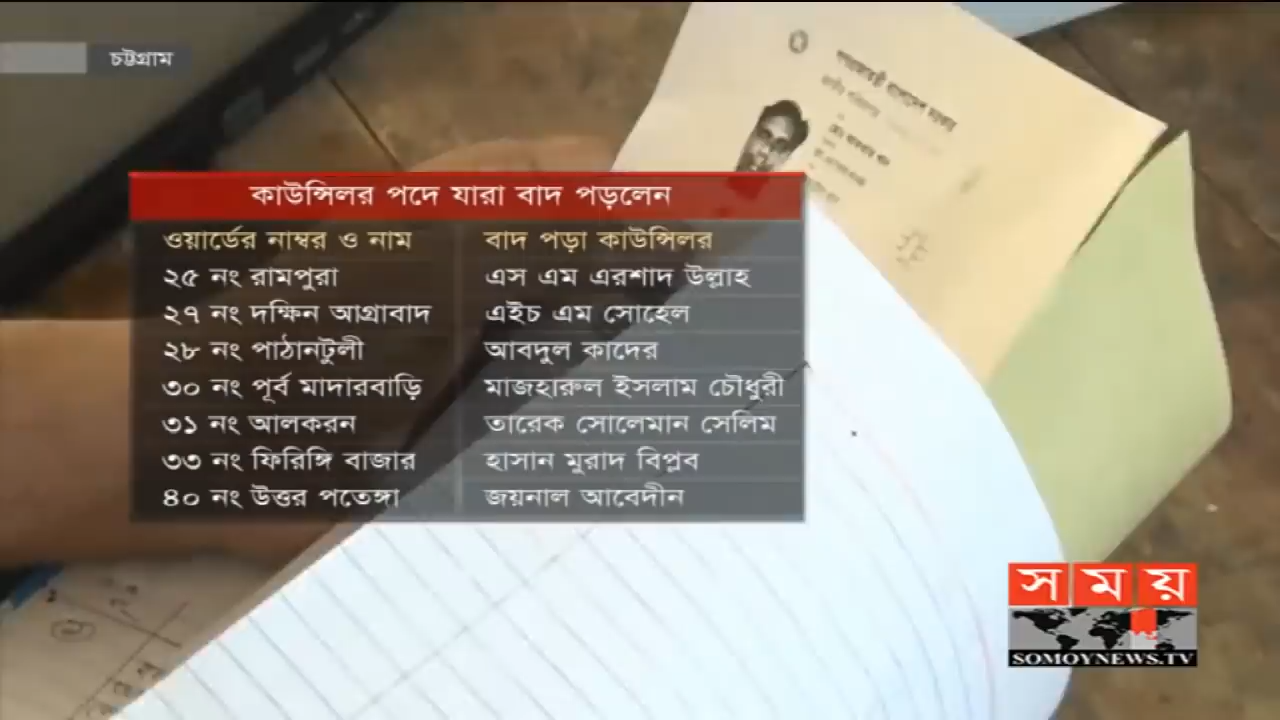 চট্টগ্রাম
কাউন্সিলর পদে যারা বাদ পড়লেন
ওয়ার্ডের নাম্বর ও নাম বাদ পড়া কাউন্সিলর
২৫ নং রামপুরা এস এম এরশাদ উল্লাহ
২৭ নং দক্ষিন আগ্রাবাদ এইচ এম সোহেল
২৮ নং পাঠানটুলী আবদুল কাদের
৩০ নং পূর্ব মাদারবাড়ি মাজহারুল ইসলাম চৌধুরী
৩১ নং আলকরন তারেক সোলেমান সেলিম
৩৩ নং ফিরিঙ্গি বাজার হাসান মুরাদ বিপ্লব
৪০ নং উত্তর পতেঙ্গা জয়নাল আবেদীন
সময়
SOMOYNEWS.TV